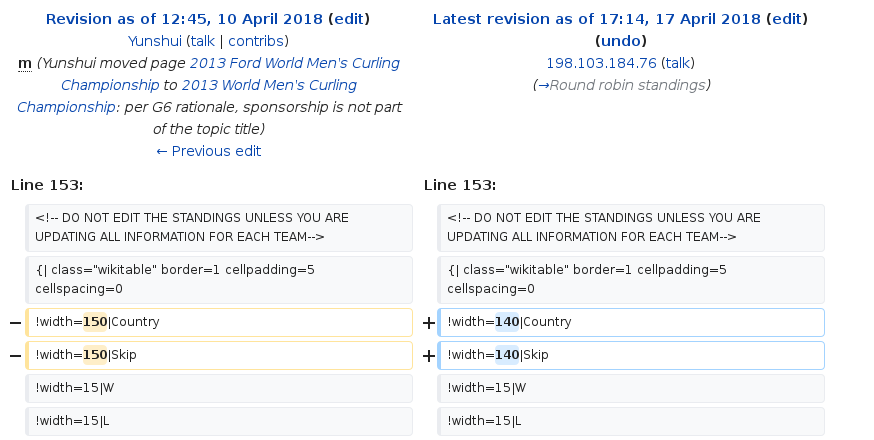 Revision as of 12:45, 10 April 2018 (edit)
Yunshui (talk | contribs)
m (Yunshui moved page 2013 Ford World Men's Curling
Championship to 2013 World Men's Curling
Championship: per G6 rationale, sponsorship is not part
of the topic title)
← Previous edit
Latest revision as of 17:14, 17 April 2018 (edit)
(undo)
198.103.184.76 (talk)
(→Round robin standings)
Line 153:
Line 153:
<!-- DO NOT EDIT THE STANDINGS UNLESS YOU ARE
UPDATING ALL INFORMATION FOR EACH TEAM-->
<!-- DO NOT EDIT THE STANDINGS UNLESS YOU ARE
UPDATING ALL INFORMATION FOR EACH TEAM-->
{| class="wikitable" border=1 cellpadding=5
cellspacing=0
{| class="wikitable" border=1 cellpadding=5
cellspacing=0
− !width=150|Country
+ !width=140|Country
− !width=150|Skip
+ !width=140|Skip
!width=15|W
!width=15|W
!width=15|L
!width=15|L